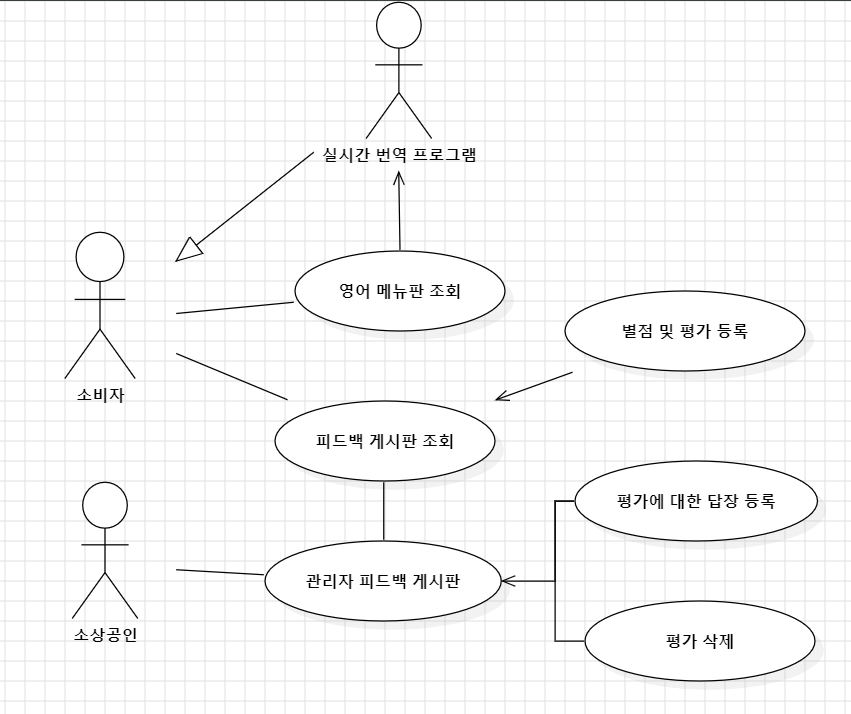 실시간 번역 프로그램
영어 메뉴판 조회
별점 및 평가 등록
소비자
피드백 게시판 조회
평가에 대한 답장 등록
관리자 피드백 게시판
소상공인
평가 삭제